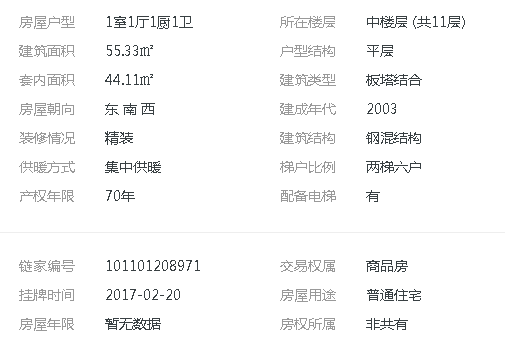 房屋户型 1室1厅1厨1卫 所在楼层 中楼层 (共11层)
建筑面积 55.33㎡ 户型结构 平层
套内面积 44.11㎡ 建筑类型 板塔结合
房屋朝向 东 南 西 建成年代 2003
装修情况 精装 建筑结构 钢混结构
供暖方式 集中供暖 梯户比例 两梯六户
产权年限 70年 配备电梯 有
链家编号 101101208971 交易权属 商品房
挂牌时间 2017-02-20 房屋用途 普通住宅
房屋年限 暂无数据 房权所属 非共有